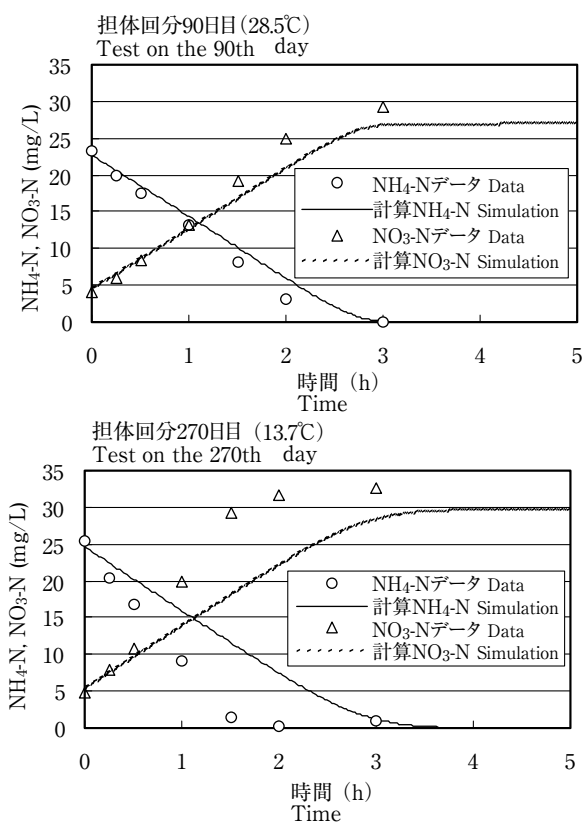 担体回分90日目(28.5℃)
Test on the 90th day
35
30
25
20
15
10
5
0
NH4-N, NO3-N (mg/L)
NH4-Nデータ Data
計算NH4-N Simulation
NO3-Nデータ Data
計算NO3-N Simulation
0 1 2 3 4 5
時間 (h)
Time
担体回分270日目 (13.7℃)
Test on the 270th day
35
30
25
20
15
10
5
0
NH4-N, NO3-N (mg/L)
NH4-Nデータ Data
計算NH4-N Simulation
NO3-Nデータ Data
計算NO3-N Simulation
0 1 2 3 4 5
時間 (h)
Time